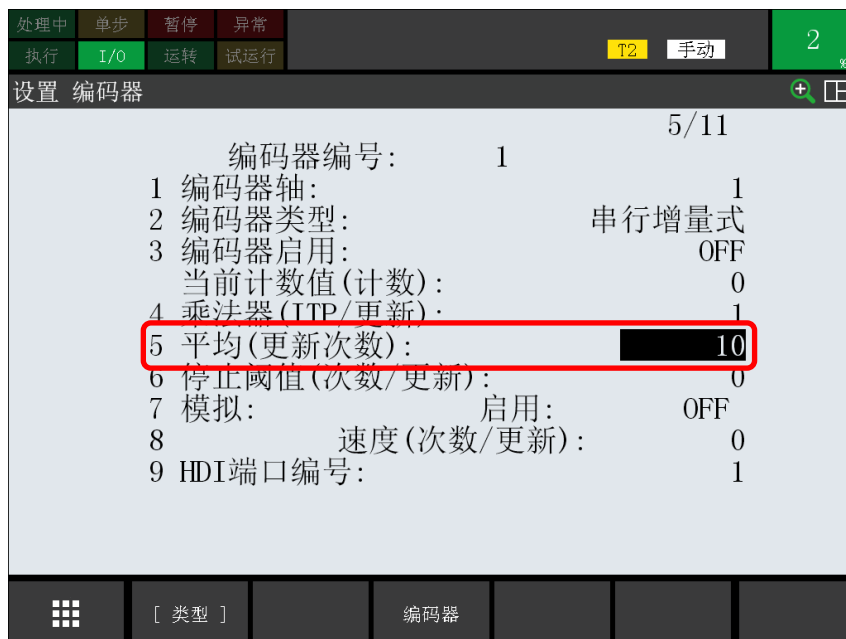 处理中 单步 暂停 异常
执行 I/O 运转 试运行 T2 手动 2 %
设置 编码器
5/11
编码器编号: 1
1 编码器轴: 1
2 编码器类型: 串行增量式
3 编码器启用: OFF
当前计数值(计数): 0
4 乘法器(ITP/更新): 1
5 平均(更新次数): 10
6 停止阈值(次数/更新): 0
7 模拟: 启用: OFF
8 速度(次数/更新): 0
9 HDI端口编号: 1
[ 类型 ] 编码器